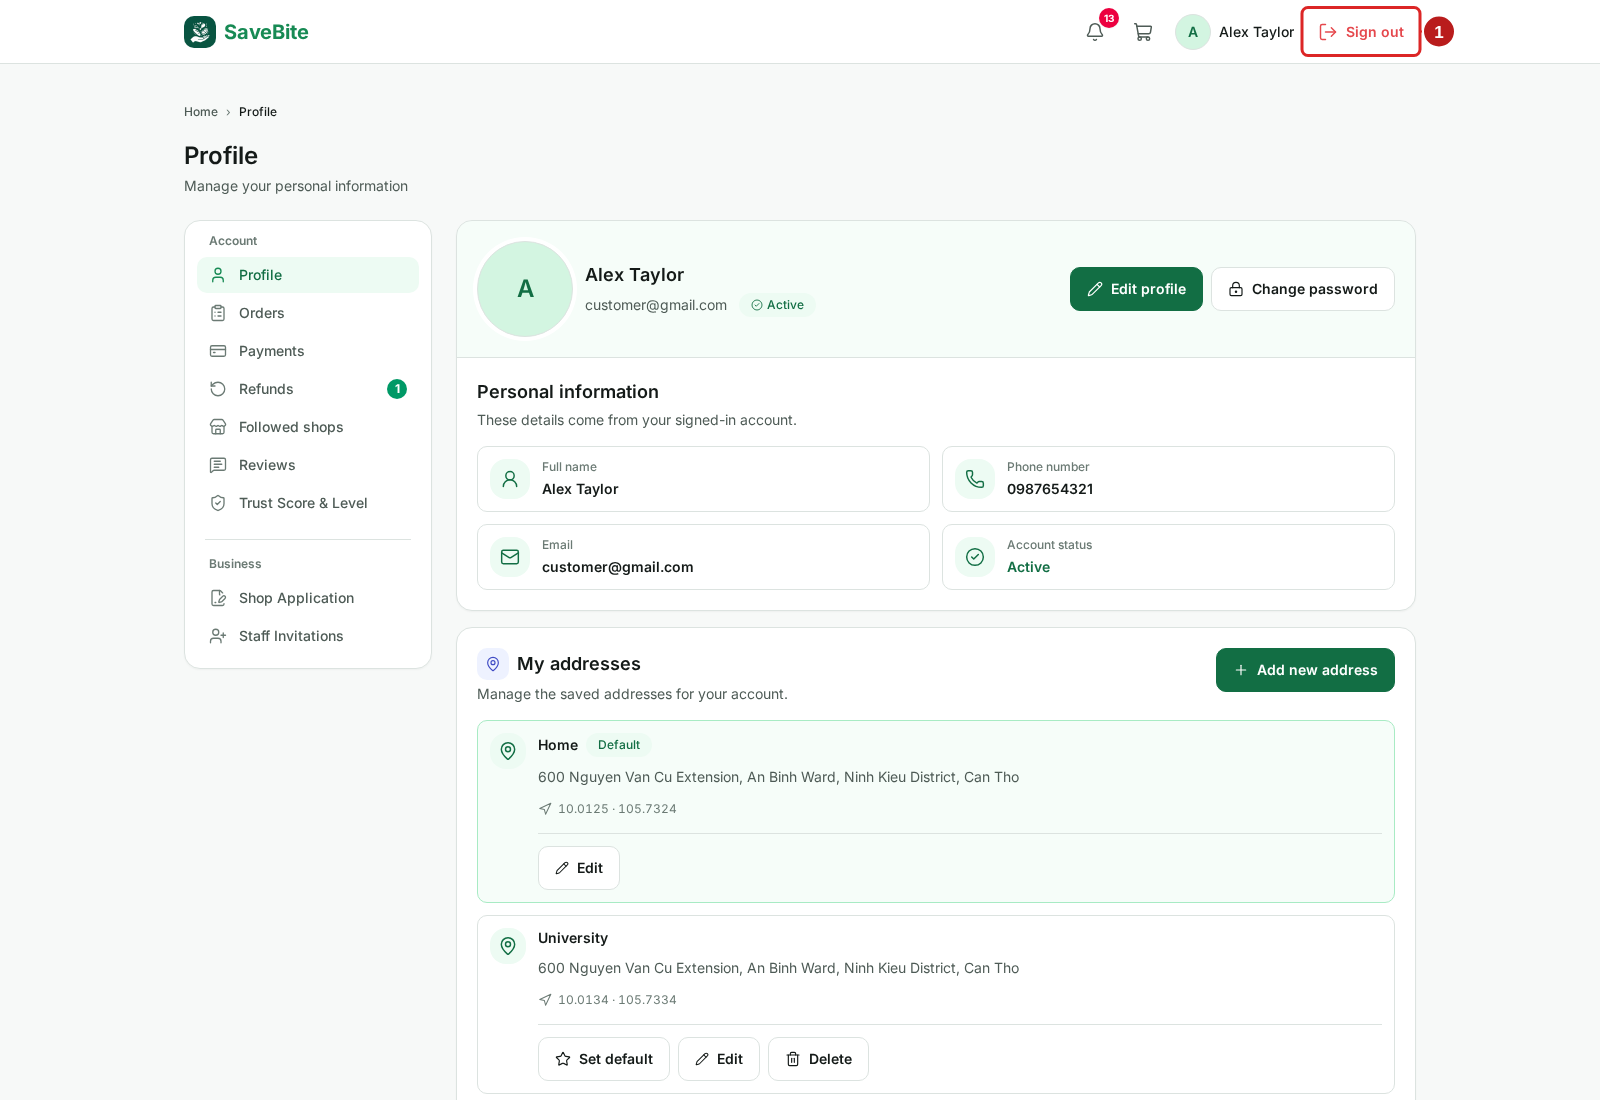 SaveBite
13
A
Alex Taylor
Sign out
1
Home › Profile
Profile
Manage your personal information
Account
Profile
Orders
Payments
Refunds
1
Followed shops
Reviews
Trust Score & Level
Business
Shop Application
Staff Invitations
A
Alex Taylor
customer@gmail.com
Active
Edit profile
Change password
Personal information
These details come from your signed-in account.
Full name
Alex Taylor
Phone number
0987654321
Email
customer@gmail.com
Account status
Active
My addresses
Manage the saved addresses for your account.
Add new address
Home
Default
600 Nguyen Van Cu Extension, An Binh Ward, Ninh Kieu District, Can Tho
10.0125 · 105.7324
Edit
University
600 Nguyen Van Cu Extension, An Binh Ward, Ninh Kieu District, Can Tho
10.0134 · 105.7334
Set default
Edit
Delete